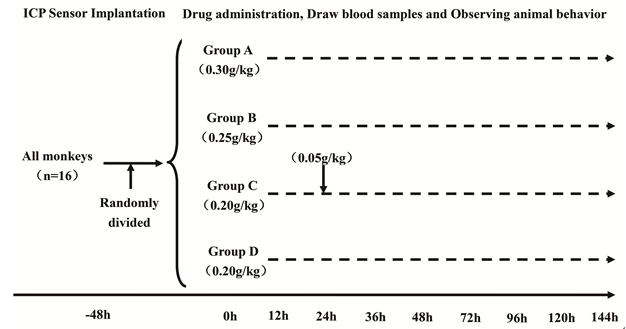 ICP Sensor Implantation
Drug administration, Draw blood samples and Observing animal behavior
Group A
（0.30g/kg）
Group B
（0.25g/kg）
All monkeys
（n=16）
Randomly
divided
（0.05g/kg）
Group C
（0.20g/kg）
Group D
（0.20g/kg）
-48h 0h 12h 24h 36h 48h 72h 96h 120h 144h